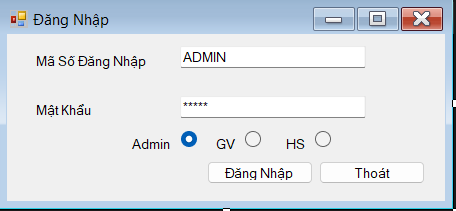 Đăng Nhập
Mã Số Đăng Nhập ADMIN
Mật Khẩu *****
Admin GV HS
Đăng Nhập Thoát